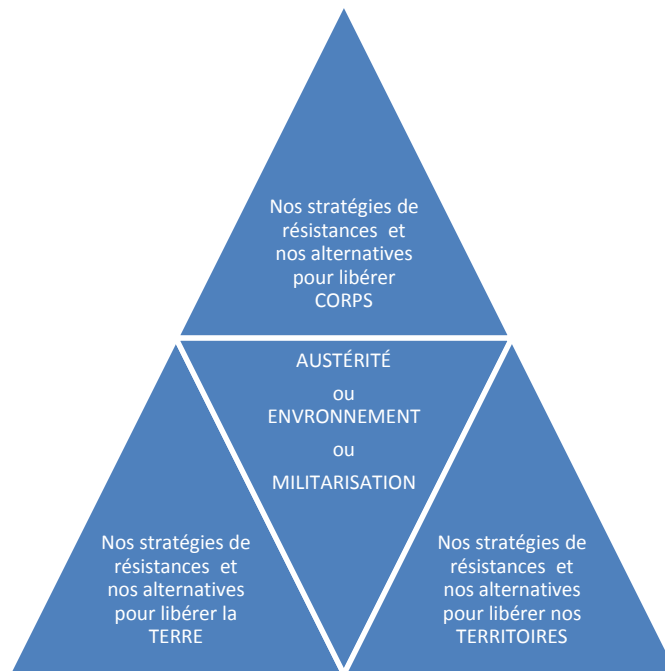 Nos stratégies de
résistances et
nos alternatives
pour libérer
CORPS
AUSTÉRITÉ
ou
ENVRONNEMENT
ou
MILITARISATION
Nos stratégies de
résistances et
nos alternatives
pour libérer la
TERRE
Nos stratégies de
résistances et
nos alternatives
pour libérer nos
TERRITOIRES